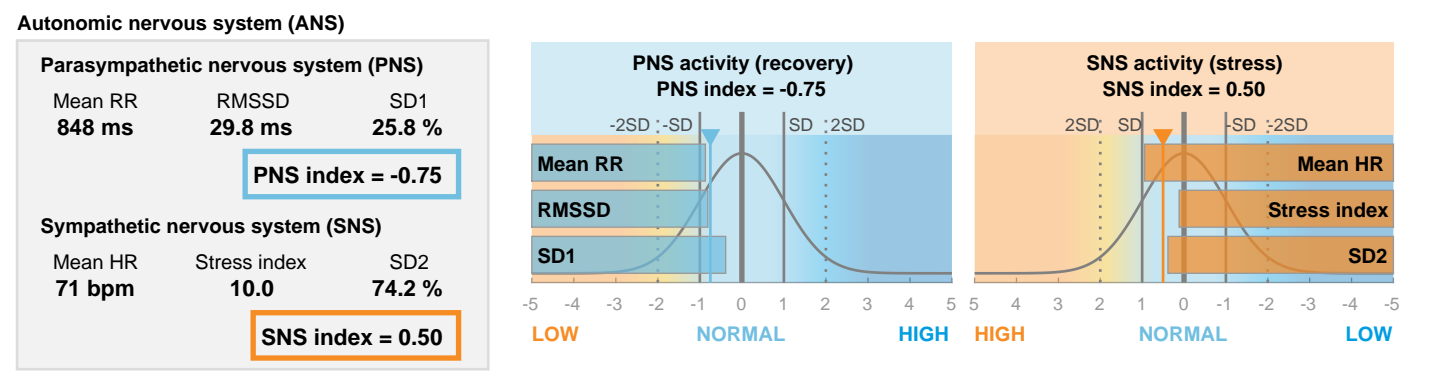 Autonomic nervous system (ANS)
Parasympathetic nervous system (PNS)
Mean RR RMSSD SD1
848 ms 29.8 ms 25.8 %
PNS index = -0.75
Sympathetic nervous system (SNS)
Mean HR Stress index SD2
71 bpm 10.0 74.2 %
SNS index = 0.50
PNS activity (recovery)
PNS index = -0.75
-2SD -SD SD 2SD
Mean RR
RMSSD
SD1
-5 -4 -3 -2 -1 0 1 2 3 4 5
LOW NORMAL HIGH
SNS activity (stress)
SNS index = 0.50
2SD SD -SD -2SD
Mean HR
Stress index
SD2
5 4 3 2 1 0 -1 -2 -3 -4 -5
HIGH NORMAL LOW